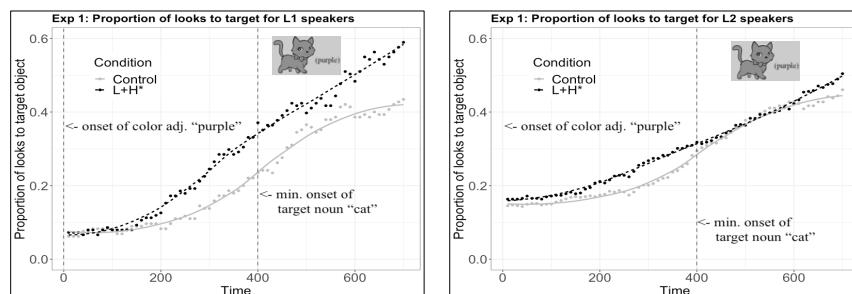 Exp 1: Proportion of looks to target for L1 speakers
Proportion of looks to target object
0.6
0.4
0.2
0.0
Condition
Control
L+H*
(purple)
<- onset of color adj. “purple”
<- min. onset of
target noun “cat”
0
200
400
600
Time
Exp 1: Proportion of looks to target for L2 speakers
Proportion of looks to target object
0.6
0.4
0.2
0.0
Condition
Control
L+H*
(purple)
<- onset of color adj. “purple”
<- min. onset of
target noun “cat”
0
200
400
600
Time